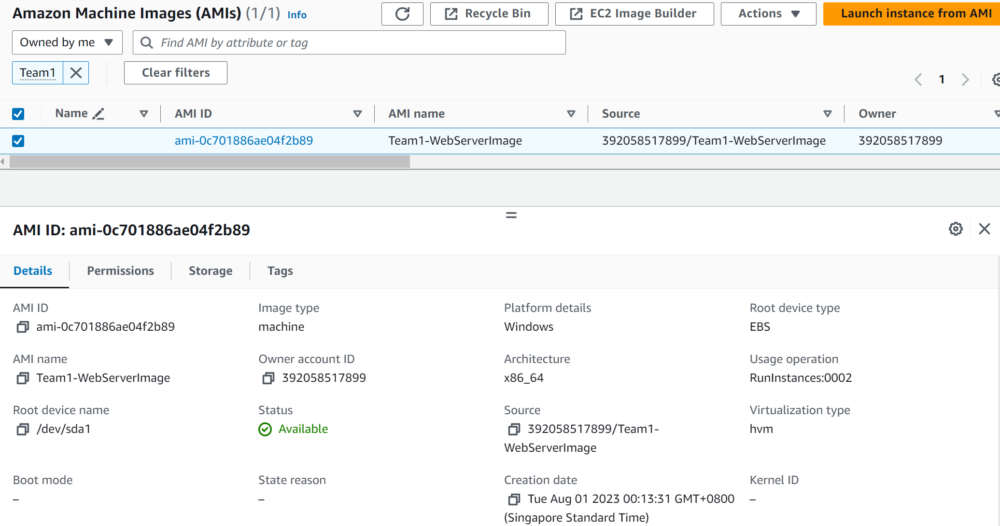 Amazon Machine Images (AMIs) (1/1) Info
Recycle Bin
EC2 Image Builder
Actions
Launch instance from AMI
Owned by me
Find AMI by attribute or tag
Team1
Clear filters
1
Name
AMI ID
AMI name
Source
Owner
ami-0c701886ae04f2b89
Team1-WebServerImage
392058517899/Team1-WebServerImage
392058517899
AMI ID: ami-0c701886ae04f2b89
Details
Permissions
Storage
Tags
AMI ID
ami-0c701886ae04f2b89
Image type
machine
Platform details
Windows
Root device type
EBS
AMI name
Team1-WebServerImage
Owner account ID
392058517899
Architecture
x86_64
Usage operation
RunInstances:0002
Root device name
/dev/sda1
Status
Available
Source
392058517899/Team1-
WebServerImage
Virtualization type
hvm
Boot mode
–
State reason
–
Creation date
Tue Aug 01 2023 00:13:31 GMT+0800
(Singapore Standard Time)
Kernel ID
–